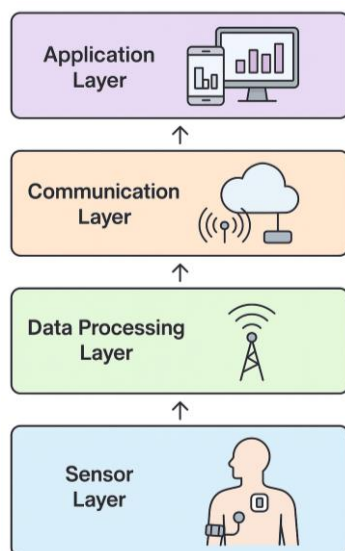 Application
Layer
Communication
Layer
Data Processing
Layer
Sensor
Layer